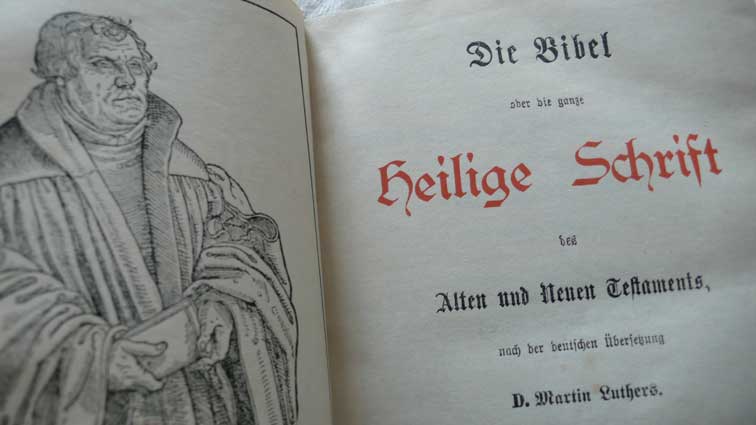 Die Bibel
oder die ganze
Heilige Schrift
des
Alten und Neuen Testaments,
nach der deutschen Übersetzung
D. Martin Luthers.